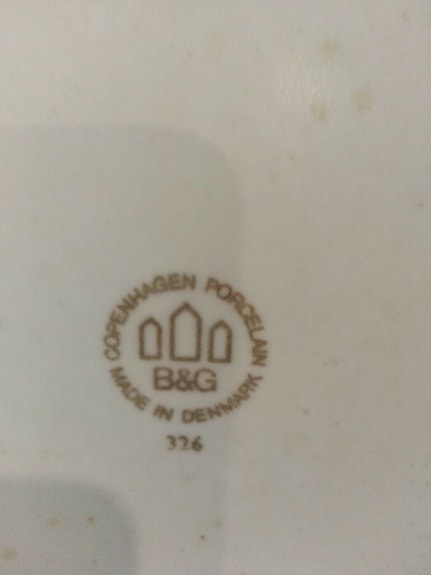 COPENHAGEN PORCELAIN
B&G
MADE IN DENMARK
326